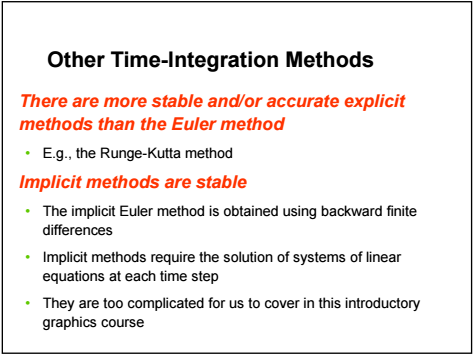 Other Time-Integration Methods
There are more stable and/or accurate explicit
methods than the Euler method
• E.g., the Runge-Kutta method
Implicit methods are stable
• The implicit Euler method is obtained using backward finite
differences
• Implicit methods require the solution of systems of linear
equations at each time step
• They are too complicated for us to cover in this introductory
graphics course